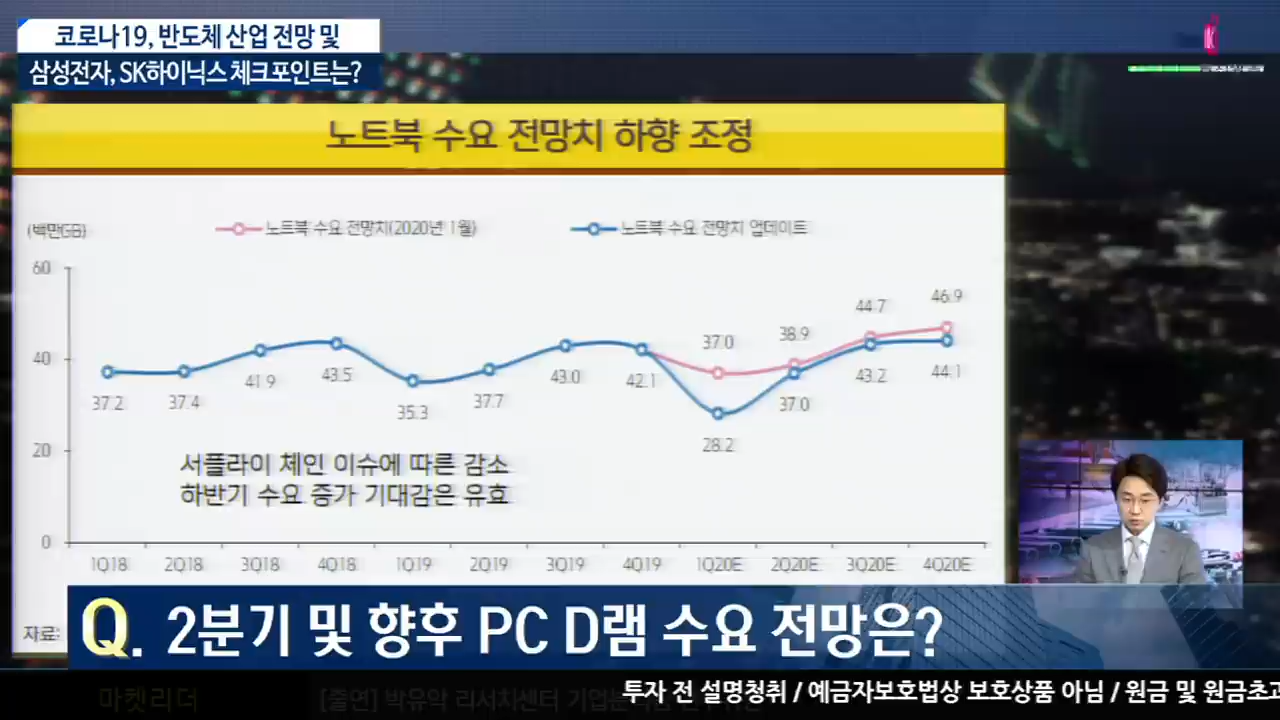 코로나19, 반도체 산업 전망 및
삼성전자, SK하이닉스 체크포인트는?
노트북 수요 전망치 하향 조정
(백만GB)
노트북 수요 전망치(2020년 1월)
노트북 수요 전망치 업데이트
60
40
20
0
37.2
37.4
41.9
43.5
35.3
37.7
43.0
42.1
37.0
38.9
44.7
46.9
28.2
37.0
43.2
44.1
서플라이 체인 이슈에 따른 감소
하반기 수요 증가 기대감은 유효
1Q18 2Q18 3Q18 4Q18 1Q19 2Q19 3Q19 4Q19 1Q20E 2Q20E 3Q20E 4Q20E
자료:
Q. 2분기 및 향후 PC D램 수요 전망은?
마켓리더
[출연] 박유악 리서치센터
투자 전 설명청취 / 예금자보호법상 보호상품 아님 / 원금 및 원금초과